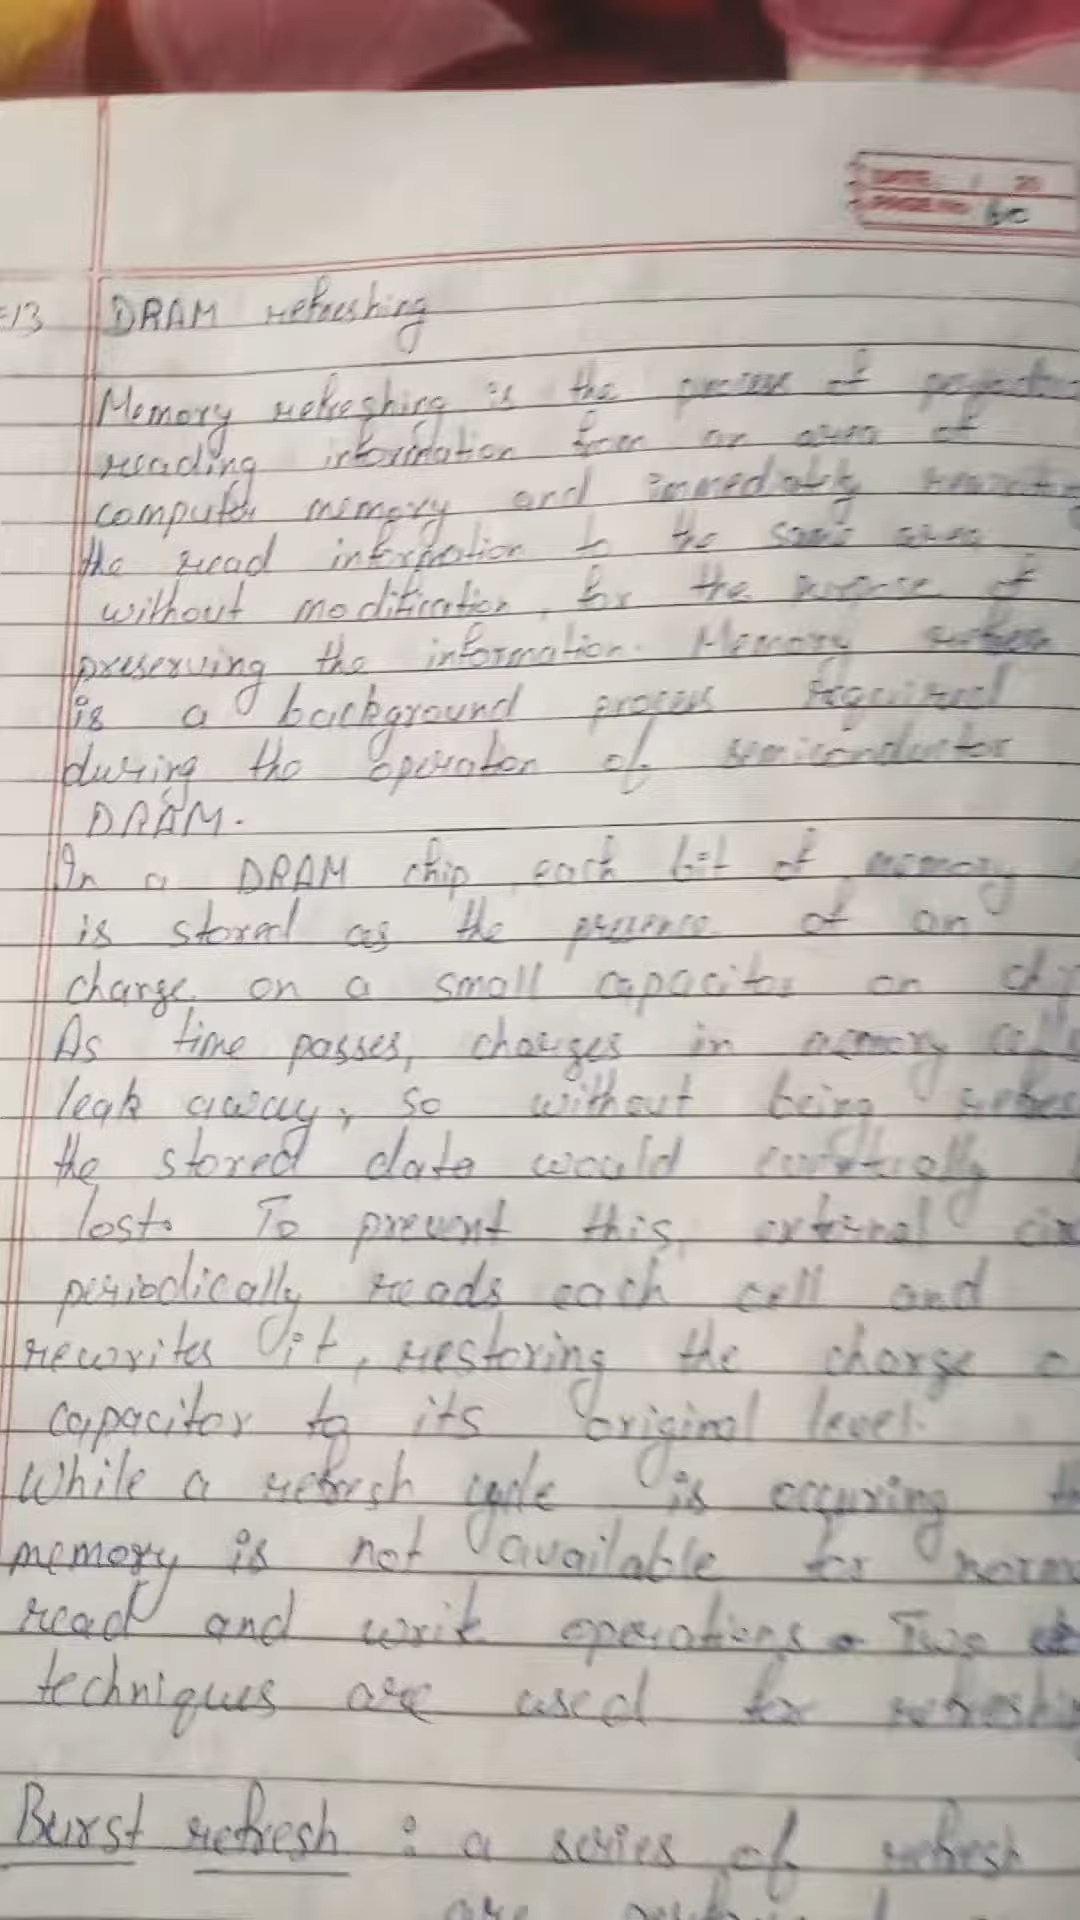 DATE / 20
PAGE No. 60
=13 DRAM refreshing
Memory refreshing is the process of
reading information from an area of
computer memory and immediately
the read information to the same area
without modification, for the purpose of
preserving the information. Memory refresh
is a background process required
during the operation of semiconductor
DRAM.
In a DRAM chip each bit of memory
is stored as the presence of an
charge on a small capacitor on
As time passes, charges in memory cells
leak away, so without being
the stored data would eventually
lost. To prevent this, external
periodically reads each cell and
rewrites it, restoring the charge
capacitor to its original level.
While a refresh cycle is occuring
memory is not available for
read and write operations. Two
techniques are used for
Burst refresh : a series of refresh
are